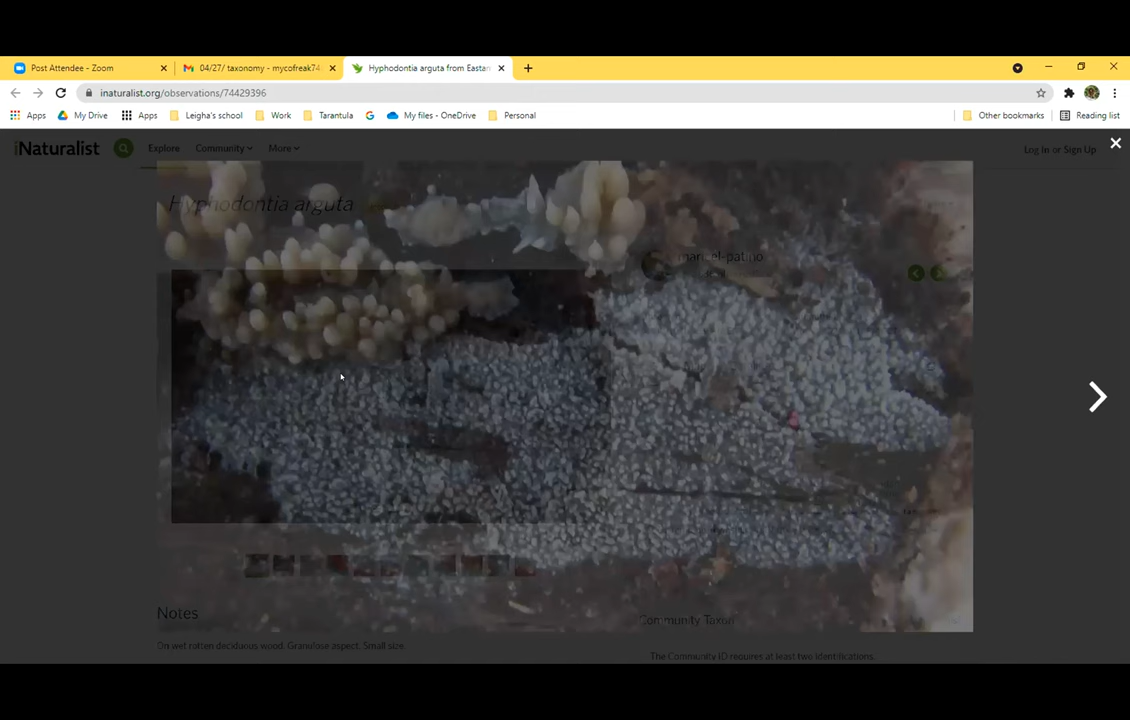 Post Attendee - Zoom
04/27/ taxonomy - mycofreak74
Hyphodontia arguta from Eastan
inaturalist.org/observations/74429396
Apps My Drive Apps Leigha's school Work Tarantula My files - OneDrive Personal Other bookmarks Reading list
iNaturalist Explore Community More Log In or Sign Up
Hyphodontia arguta
maricel-patino
Notes
Community Taxon
On wet rotten deciduous wood. Granulose aspect. Small size.
The Community ID requires at least two identifications.